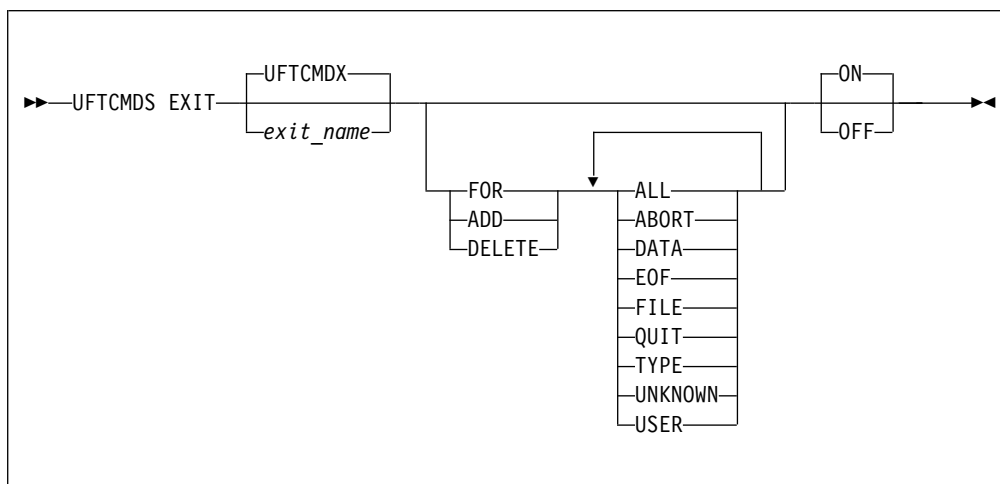 UFTCMDX ON
UFTCMDS EXIT
exit_name OFF
FOR ALL
ADD ABORT
DELETE DATA
EOF
FILE
QUIT
TYPE
UNKNOWN
USER